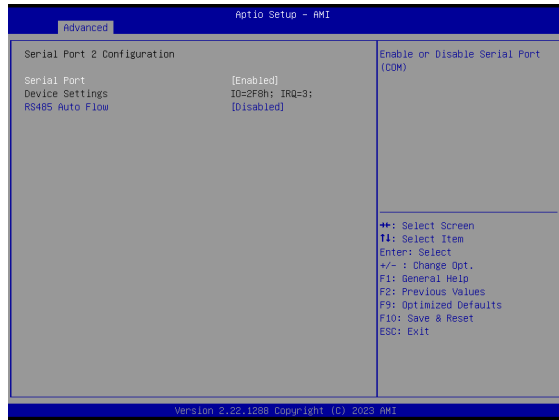 Aptio Setup - AMI
Advanced
Serial Port 2 Configuration
Serial Port [Enabled]
Device Settings IO=2F8h; IRQ=3;
RS485 Auto Flow [Disabled]
Enable or Disable Serial Port
(COM)
→←: Select Screen
↑↓: Select Item
Enter: Select
+/- : Change Opt.
F1: General Help
F2: Previous Values
F9: Optimized Defaults
F10: Save & Reset
ESC: Exit
Version 2.22.1288 Copyright (C) 2023 AMI